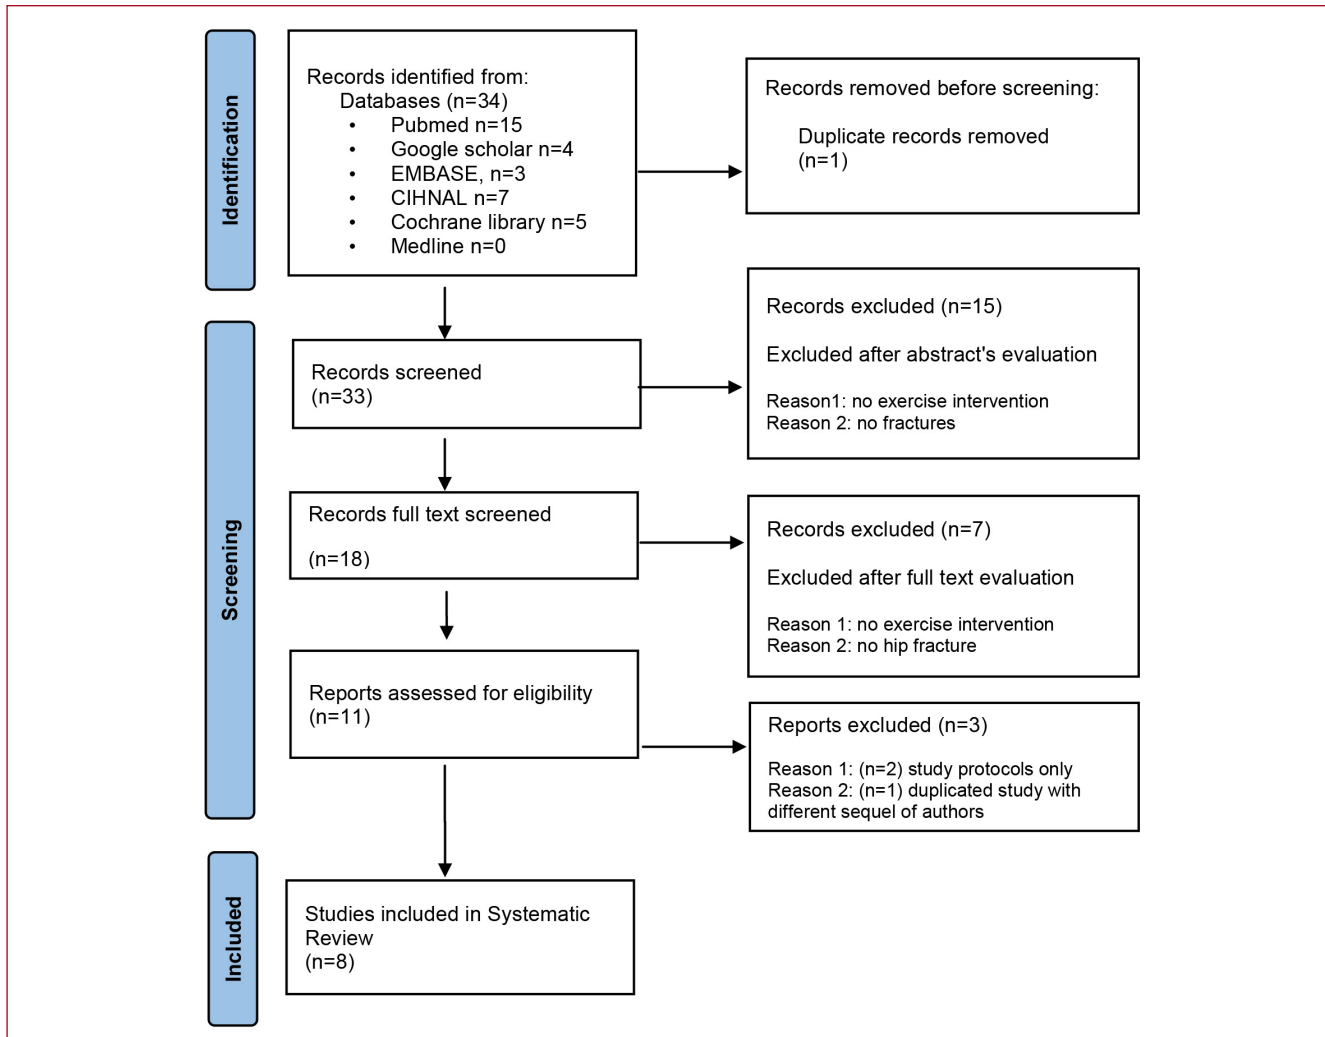 Identification
Records identified from:
Databases (n=34)
• Pubmed n=15
• Google scholar n=4
• EMBASE, n=3
• CIHNAL n=7
• Cochrane library n=5
• Medline n=0
Records removed before screening:
Duplicate records removed
(n=1)
Screening
Records screened
(n=33)
Records excluded (n=15)
Excluded after abstract's evaluation
Reason1: no exercise intervention
Reason 2: no fractures
Records full text screened
(n=18)
Records excluded (n=7)
Excluded after full text evaluation
Reason 1: no exercise intervention
Reason 2: no hip fracture
Reports assessed for eligibility
(n=11)
Reports excluded (n=3)
Reason 1: (n=2) study protocols only
Reason 2: (n=1) duplicated study with
different sequel of authors
Included
Studies included in Systematic
Review
(n=8)